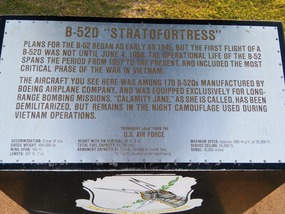 B-52D "STRATOFORTRESS"
PLANS FOR THE B-52 BEGAN AS EARLY AS 1945, BUT THE FIRST FLIGHT OF A
B-52D WAS NOT UNTIL JUNE 4, 1956. THE OPERATIONAL LIFE OF THE B-52
SPANS THE PERIOD FROM 1957 TO THE PRESENT, AND INCLUDED THE MOST
CRITICAL PHASE OF THE WAR IN VIETNAM.
THE AIRCRAFT YOU SEE HERE WAS AMONG 170 B-52Ds MANUFACTURED BY
BOEING AIRPLANE COMPANY, AND WAS EQUIPPED EXCLUSIVELY FOR LONG-
RANGE BOMBING MISSIONS. "CALAMITY JANE," AS SHE IS CALLED, HAS BEEN
DEMILITARIZED, BUT REMAINS IN THE NIGHT CAMOUFLAGE USED DURING
VIETNAM OPERATIONS.
"PERMANENT LOAN" FROM THE
U.S. AIR FORCE